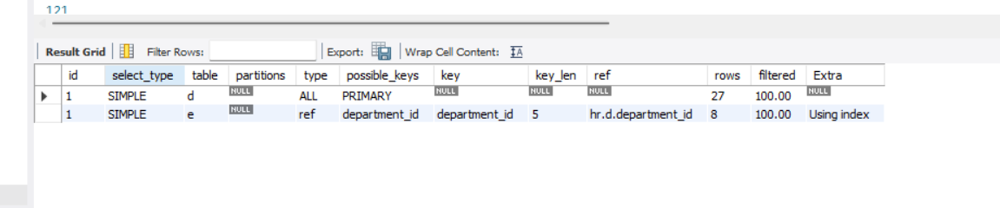 121
Result Grid Filter Rows: Export: Wrap Cell Content: IA
id select_type table partitions type possible_keys key key_len ref rows filtered Extra
1 SIMPLE d NULL ALL PRIMARY NULL NULL NULL 27 100.00 NULL
1 SIMPLE e NULL ref department_id department_id 5 hr.d.department_id 8 100.00 Using index